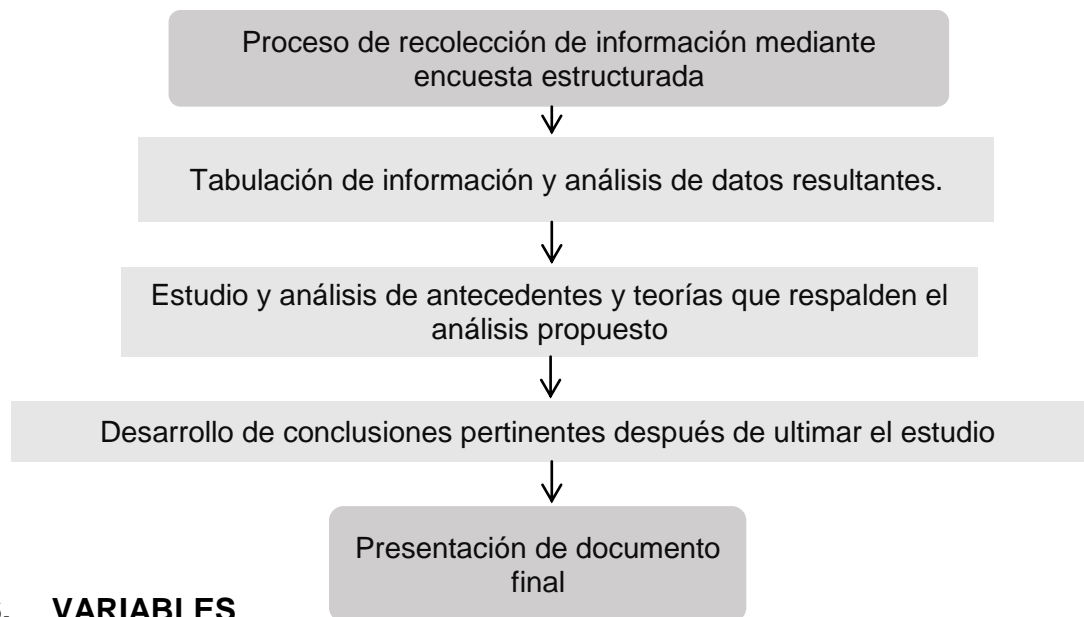 Proceso de recolección de información mediante
encuesta estructurada
Tabulación de información y análisis de datos resultantes.
Estudio y análisis de antecedentes y teorías que respalden el
análisis propuesto
Desarrollo de conclusiones pertinentes después de ultimar el estudio
Presentación de documento
final
VARIABLES